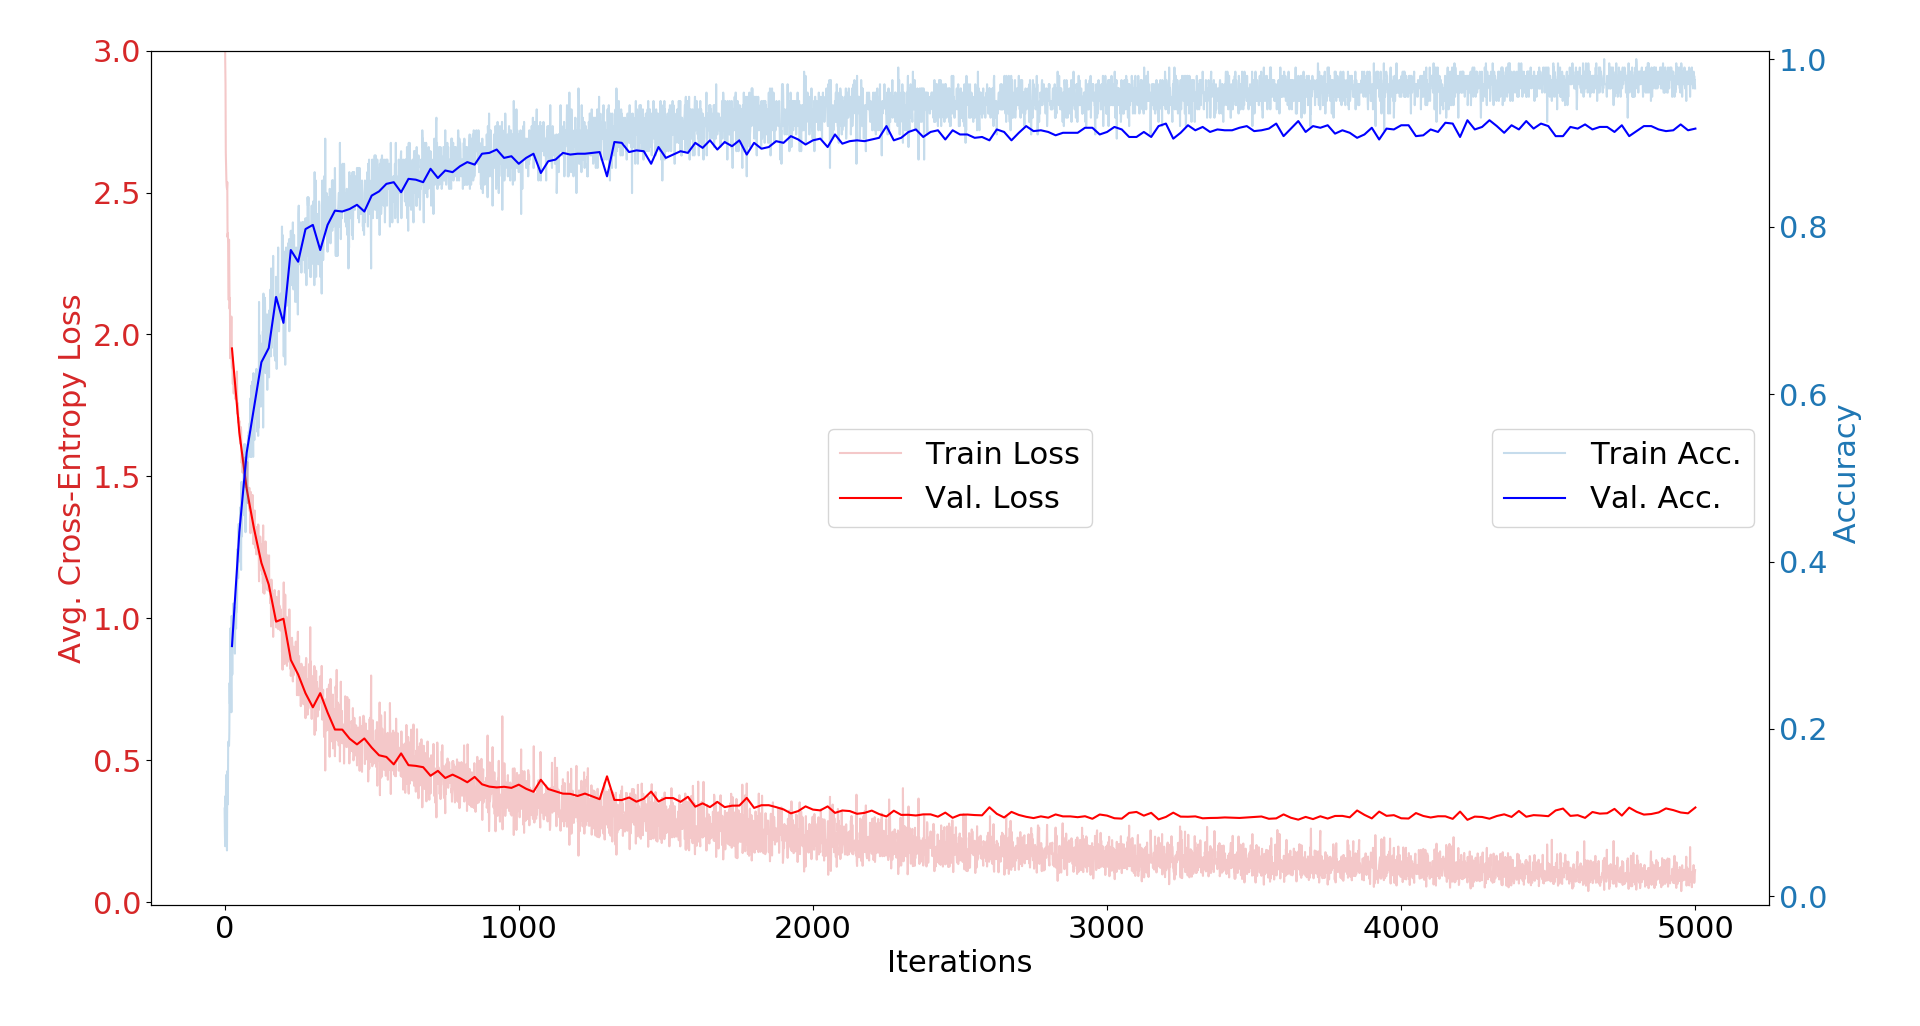 3.0
2.5
2.0
1.5
1.0
0.5
0.0
Avg. Cross-Entropy Loss
Train Loss
Val. Loss
Train Acc.
Val. Acc.
1.0
0.8
0.6
0.4
0.2
0.0
Accuracy
0 1000 2000 3000 4000 5000
Iterations